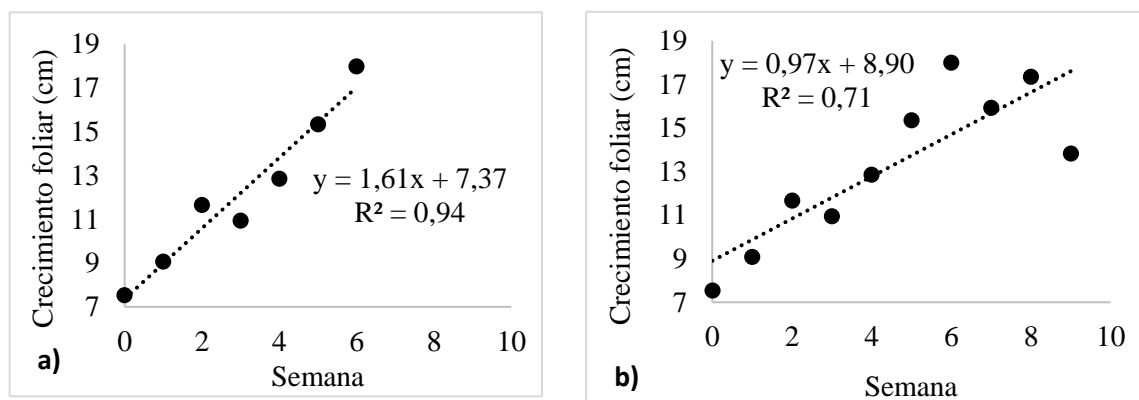 Crecimiento foliar (cm)
19
17
15
13
11
9
7
y = 1,61x + 7,37
R² = 0,94
0 2 4 6 8 10
Semana
a)
Crecimiento foliar (cm)
19
17
15
13
11
9
7
y = 0,97x + 8,90
R² = 0,71
0 2 4 6 8 10
Semana
b)